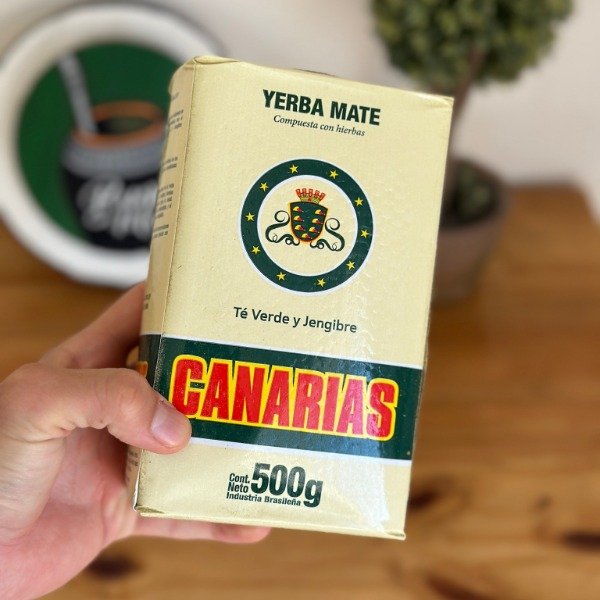 YERBA MATE
Compuesta con hierbas
Té Verde y Jengibre
CANARIAS
Cont.
Neto 500g
Industria Brasileña